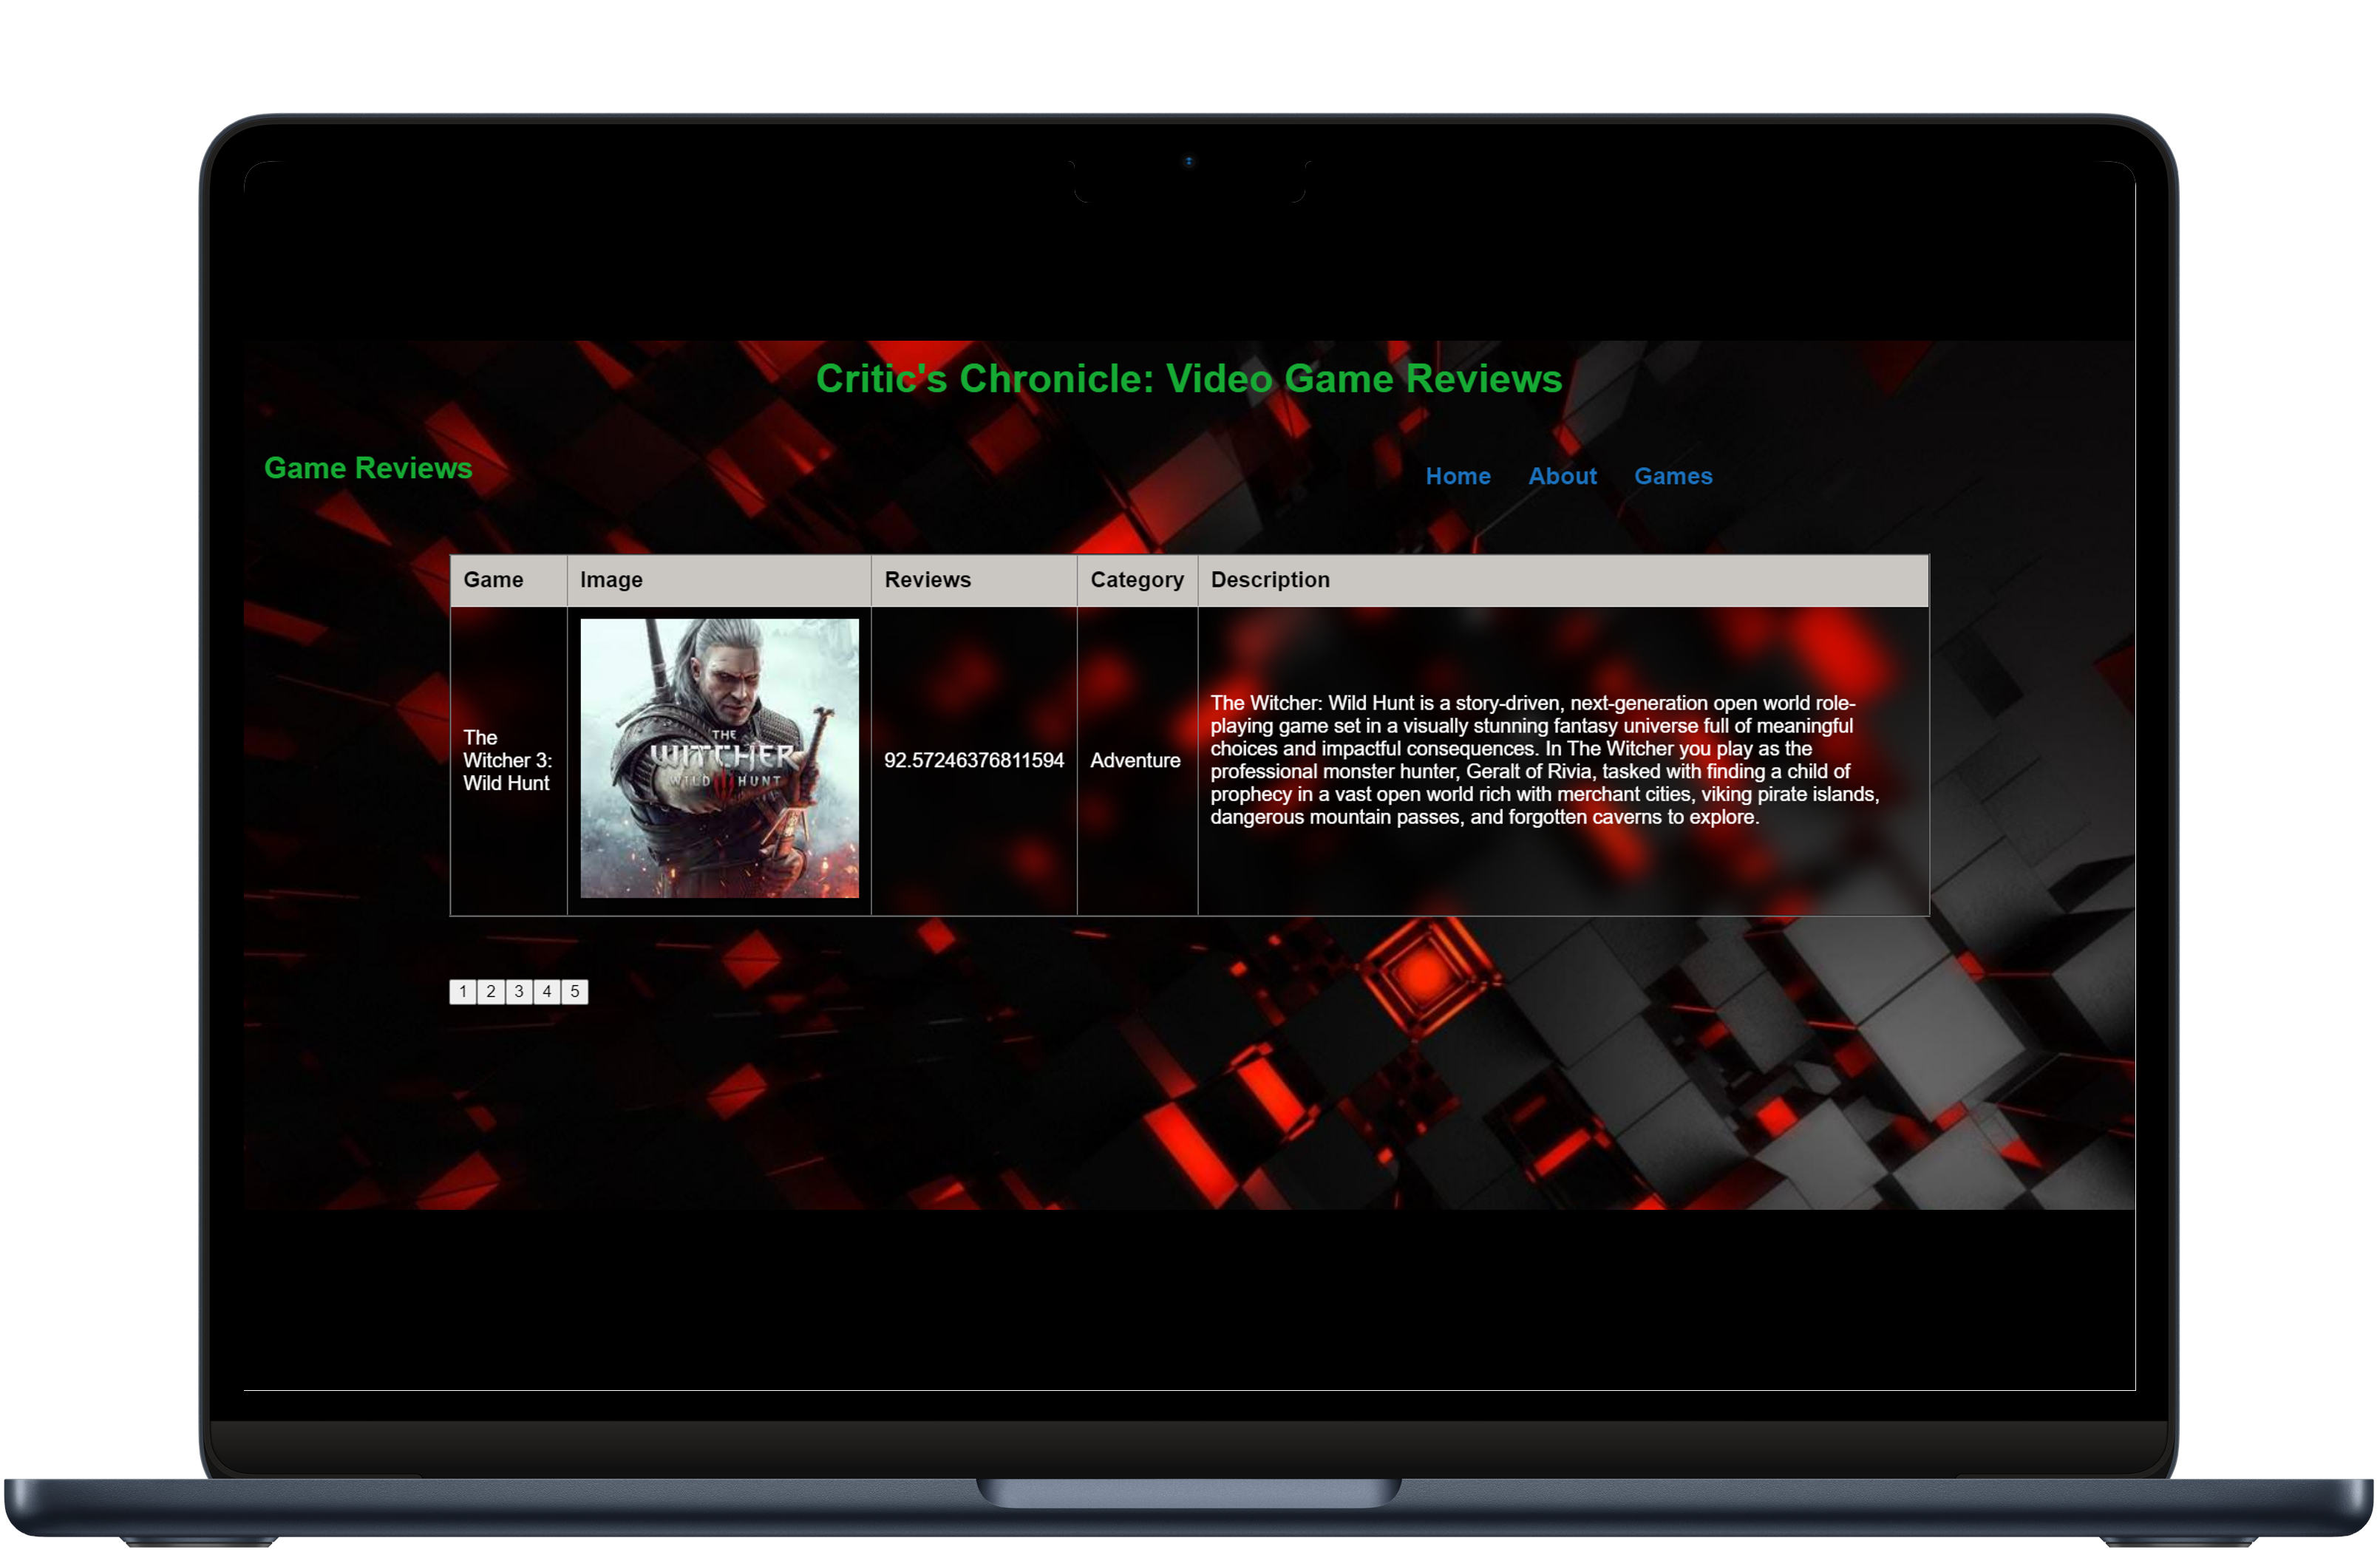 Critic's Chronicle: Video Game Reviews
Game Reviews
Home About Games
Game Image Reviews Category Description
The
Witcher 3:
Wild Hunt
THE
WITCHER
WILD HUNT
92.57246376811594
Adventure
The Witcher: Wild Hunt is a story-driven, next-generation open world role-
playing game set in a visually stunning fantasy universe full of meaningful
choices and impactful consequences. In The Witcher you play as the
professional monster hunter, Geralt of Rivia, tasked with finding a child of
prophecy in a vast open world rich with merchant cities, viking pirate islands,
dangerous mountain passes, and forgotten caverns to explore.
1 2 3 4 5